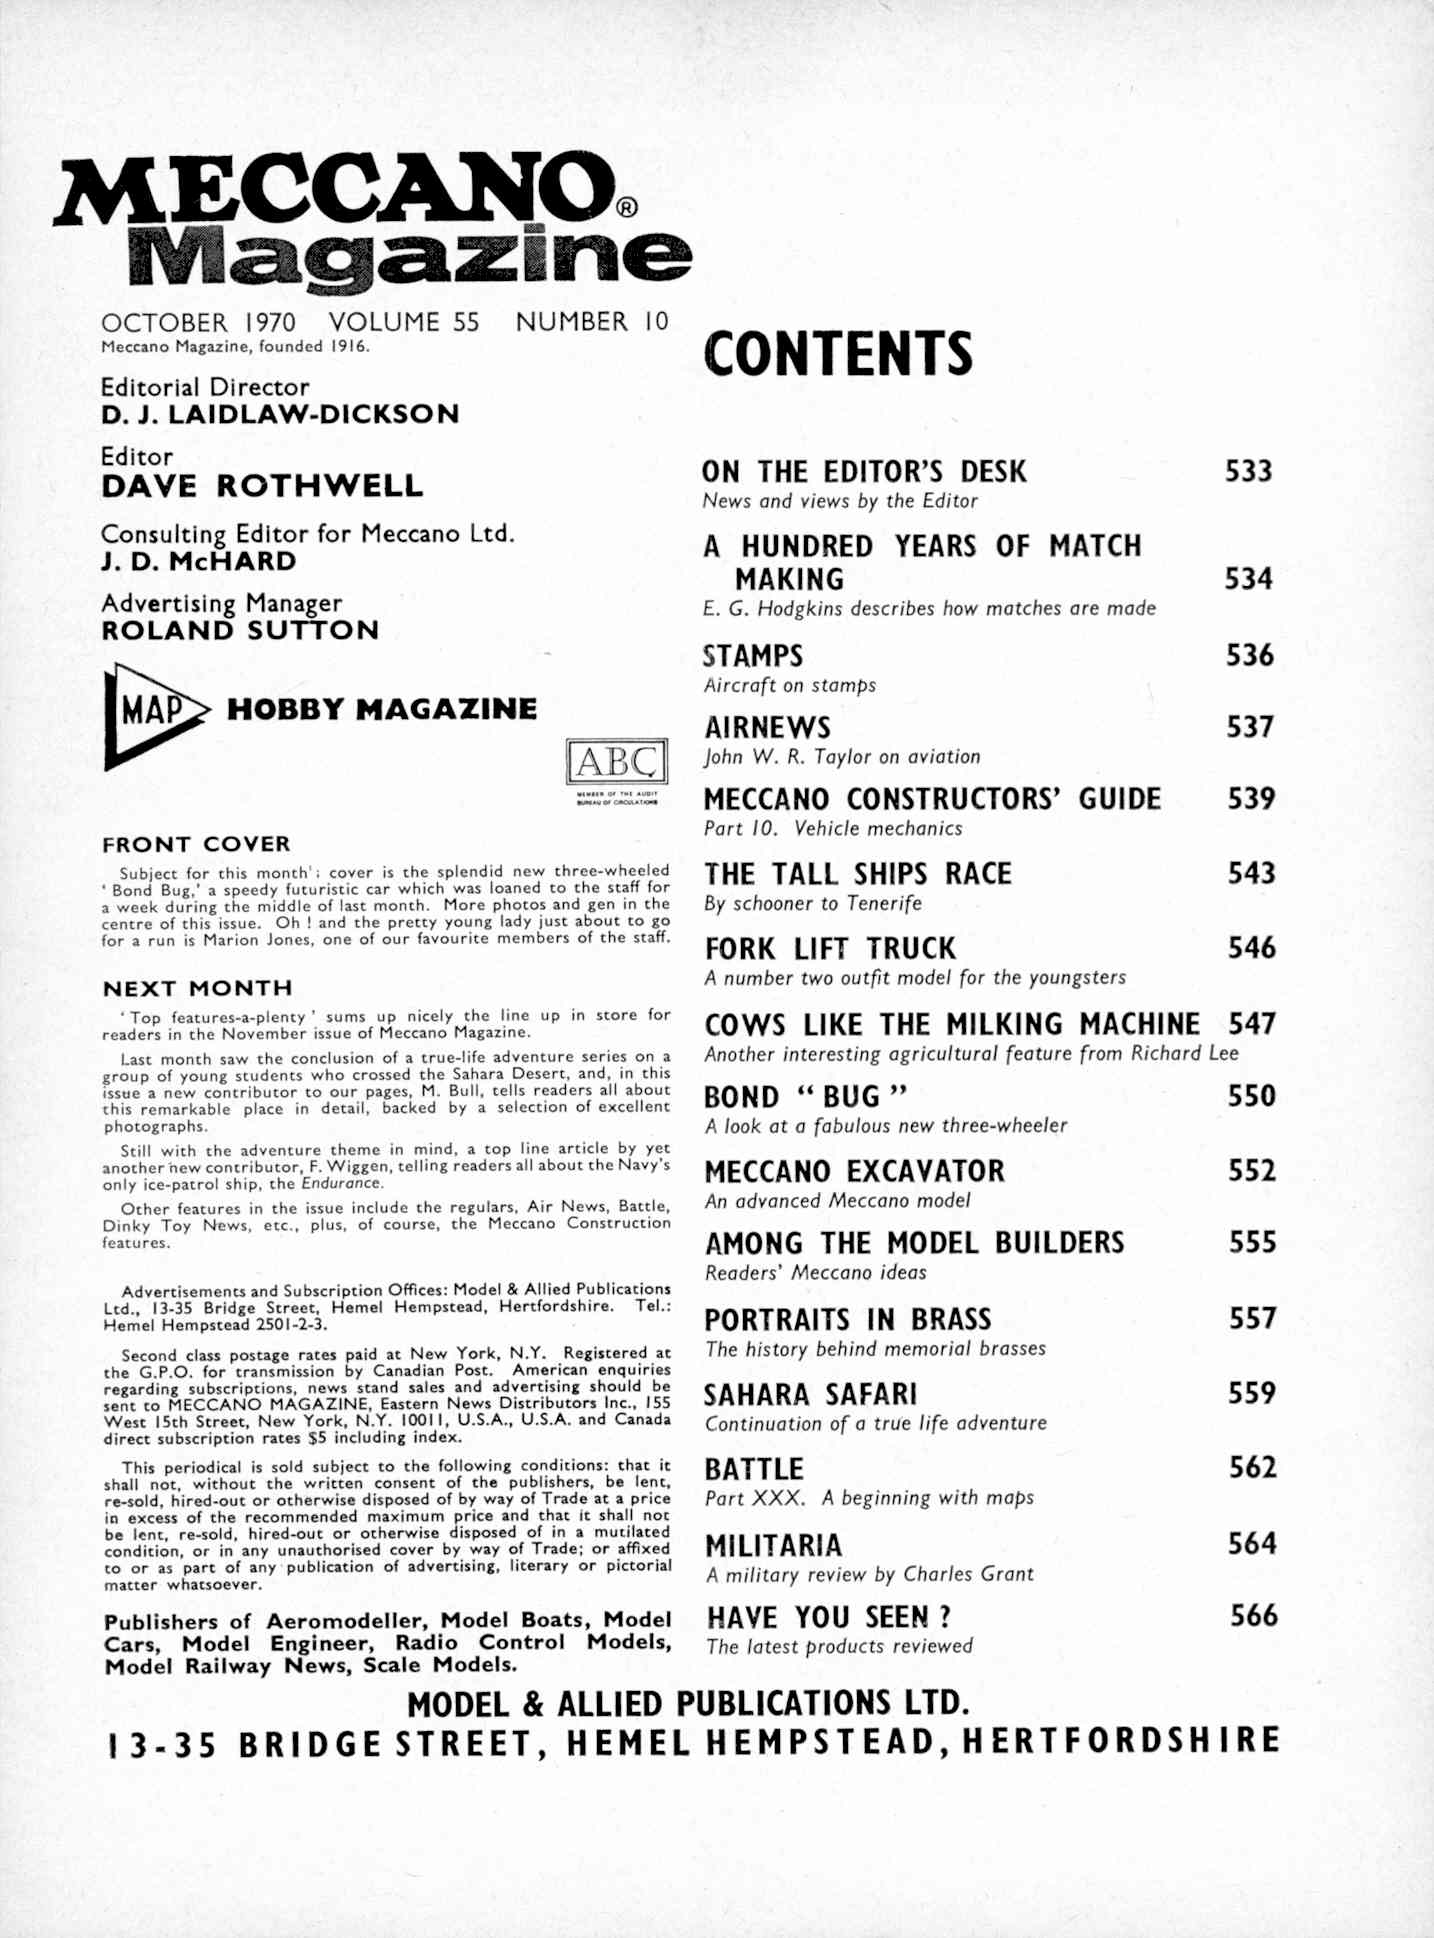 MECCANO®
Magazine
OCTOBER 1970 VOLUME 55 NUMBER 10
Meccano Magazine, founded 1916.
Editorial Director
D. J. LAIDLAW-DICKSON
Editor
DAVE ROTHWELL
Consulting Editor for Meccano Ltd.
J. D. McHARD
Advertising Manager
ROLAND SUTTON
MAP HOBBY MAGAZINE
ABC
MEMBER OF THE AUDIT
BUREAU OF CIRCULATIONS
FRONT COVER
Subject for this month's cover is the splendid new three-wheeled
' Bond Bug,' a speedy futuristic car which was loaned to the staff for
a week during the middle of last month. More photos and gen in the
centre of this issue. Oh ! and the pretty young lady just about to go
for a run is Marion Jones, one of our favourite members of the staff.
NEXT MONTH
' Top features-a-plenty ' sums up nicely the line up in store for
readers in the November issue of Meccano Magazine.
Last month saw the conclusion of a true-life adventure series on a
group of young students who crossed the Sahara Desert, and, in this
issue a new contributor to our pages, M. Bull, tells readers all about
this remarkable place in detail, backed by a selection of excellent
photographs.
Still with the adventure theme in mind, a top line article by yet
another new contributor, F. Wiggen, telling readers all about the Navy's
only ice-patrol ship, the Endurance.
Other features in the issue include the regulars, Air News, Battle,
Dinky Toy News, etc., plus, of course, the Meccano Construction
features.
Advertisements and Subscription Offices: Model & Allied Publications
Ltd., 13-35 Bridge Street, Hemel Hempstead, Hertfordshire. Tel.:
Hemel Hempstead 2501-2-3.
Second class postage rates paid at New York, N.Y. Registered at
the G.P.O. for transmission by Canadian Post. American enquiries
regarding subscriptions, news stand sales and advertising should be
sent to MECCANO MAGAZINE, Eastern News Distributors Inc., 155
West 15th Street, New York, N.Y. 10011, U.S.A., U.S.A. and Canada
direct subscription rates $5 including index.
This periodical is sold subject to the following conditions: that it
shall not, without the written consent of the publishers, be lent,
re-sold, hired-out or otherwise disposed of by way of Trade at a price
in excess of the recommended maximum price and that it shall not
be lent, re-sold, hired-out or otherwise disposed of in a mutilated
condition, or in any unauthorised cover by way of Trade; or affixed
to or as part of any publication of advertising, literary or pictorial
matter whatsoever.
Publishers of Aeromodeller, Model Boats, Model
Cars, Model Engineer, Radio Control Models,
Model Railway News, Scale Models.
CONTENTS
ON THE EDITOR'S DESK 533
News and views by the Editor
A HUNDRED YEARS OF MATCH
MAKING 534
E. G. Hodgkins describes how matches are made
STAMPS 536
Aircraft on stamps
AIRNEWS 537
John W. R. Taylor on aviation
MECCANO CONSTRUCTORS' GUIDE 539
Part 10. Vehicle mechanics
THE TALL SHIPS RACE 543
By schooner to Tenerife
FORK LIFT TRUCK 546
A number two outfit model for the youngsters
COWS LIKE THE MILKING MACHINE 547
Another interesting agricultural feature from Richard Lee
BOND " BUG " 550
A look at a fabulous new three-wheeler
MECCANO EXCAVATOR 552
An advanced Meccano model
AMONG THE MODEL BUILDERS 555
Readers' Meccano ideas
PORTRAITS IN BRASS 557
The history behind memorial brasses
SAHARA SAFARI 559
Continuation of a true life adventure
BATTLE 562
Part XXX. A beginning with maps
MILITARIA 564
A military review by Charles Grant
HAVE YOU SEEN ? 566
The latest products reviewed
MODEL & ALLIED PUBLICATIONS LTD.
13-35 BRIDGE STREET, HEMEL HEMPSTEAD, HERTFORDSHIRE